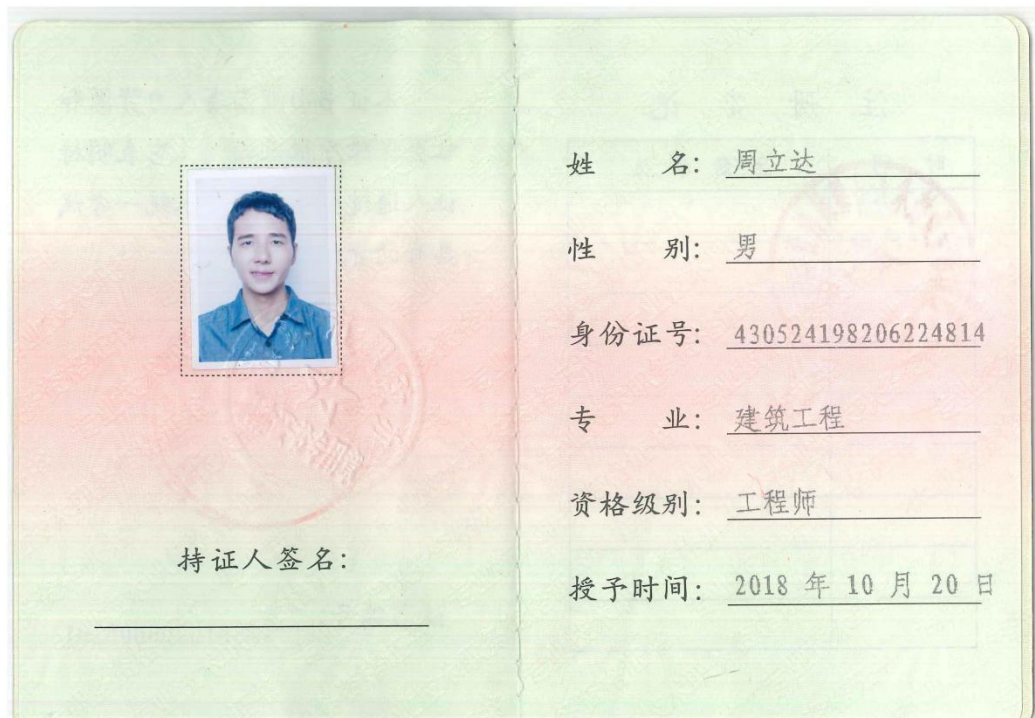 持证人签名:
姓 名: 周立达
性 别: 男
身份证号: 430524198206224814
专 业: 建筑工程
资格级别: 工程师
授予时间: 2018 年 10 月 20 日